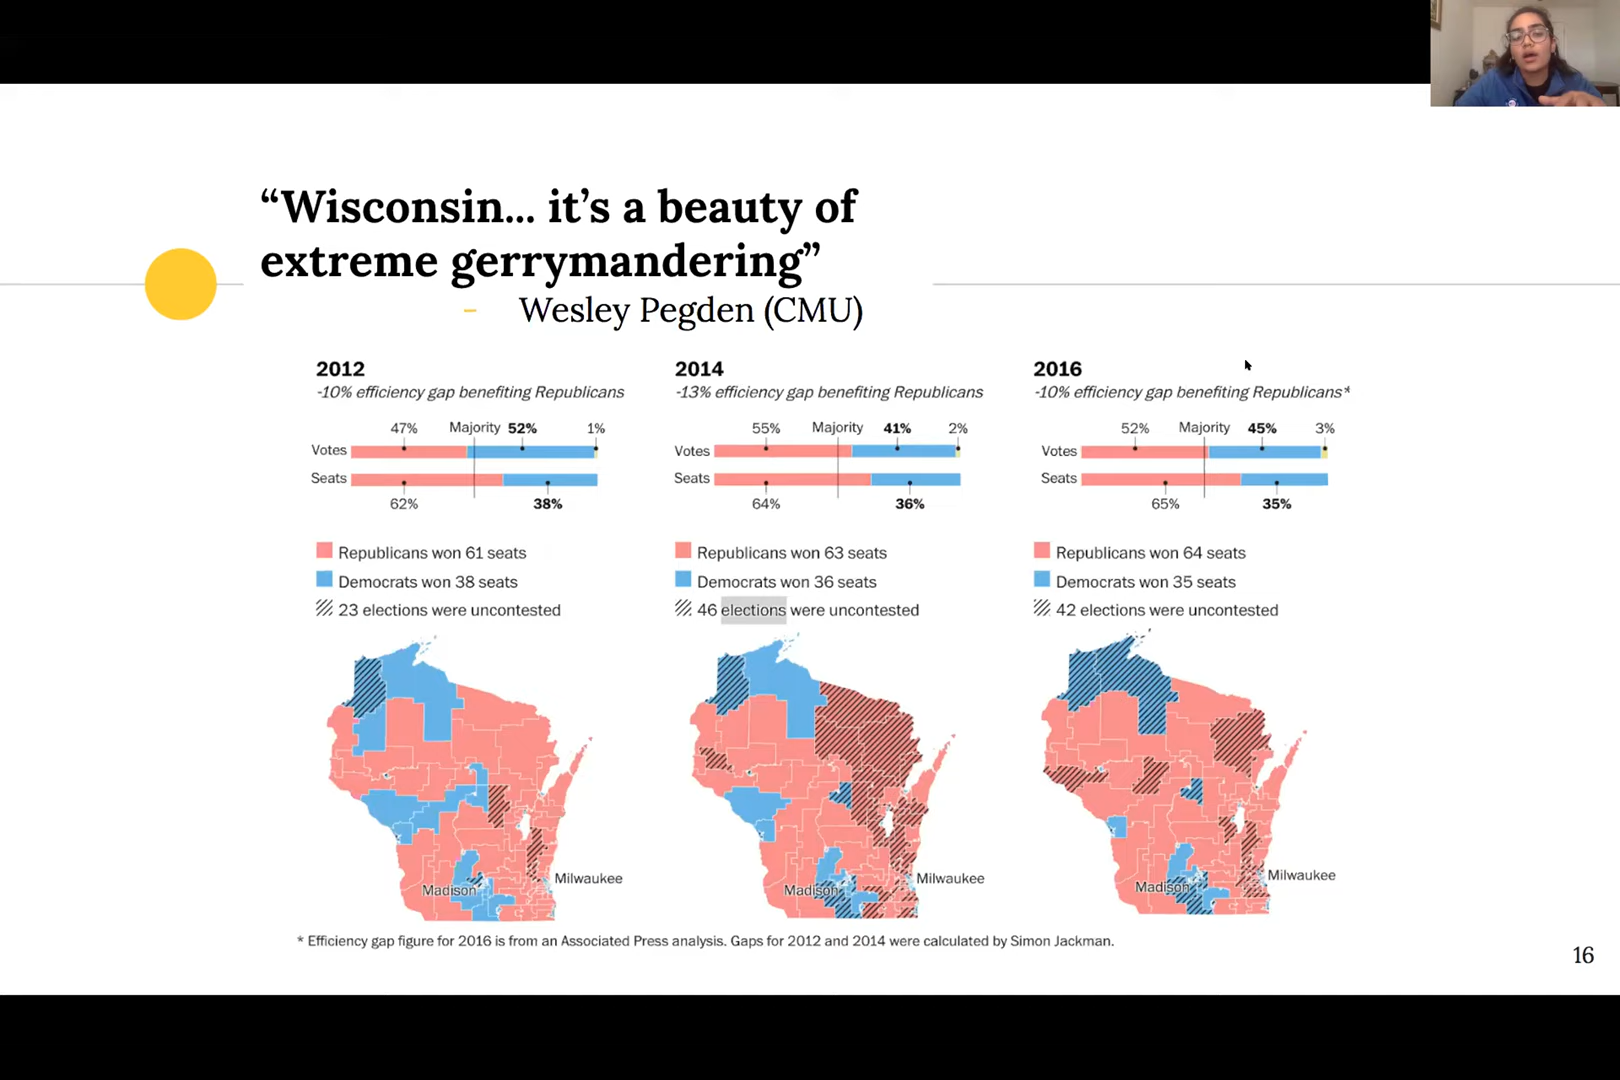 “Wisconsin... it’s a beauty of
extreme gerrymandering”
- Wesley Pegden (CMU)
2012
-10% efficiency gap benefiting Republicans
47% Majority 52% 1%
Votes
Seats
62% 38%
Republicans won 61 seats
Democrats won 38 seats
23 elections were uncontested
Madison
Milwaukee
2014
-13% efficiency gap benefiting Republicans
55% Majority 41% 2%
Votes
Seats
64% 36%
Republicans won 63 seats
Democrats won 36 seats
46 elections were uncontested
Madison
Milwaukee
2016
-10% efficiency gap benefiting Republicans*
52% Majority 45% 3%
Votes
Seats
65% 35%
Republicans won 64 seats
Democrats won 35 seats
42 elections were uncontested
Madison
Milwaukee
* Efficiency gap figure for 2016 is from an Associated Press analysis. Gaps for 2012 and 2014 were calculated by Simon Jackman.
16